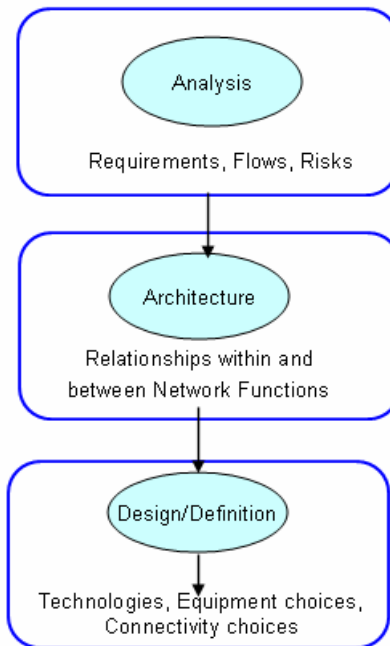 Analysis
Requirements, Flows, Risks
Architecture
Relationships within and
between Network Functions
Design/Definition
Technologies, Equipment choices,
Connectivity choices